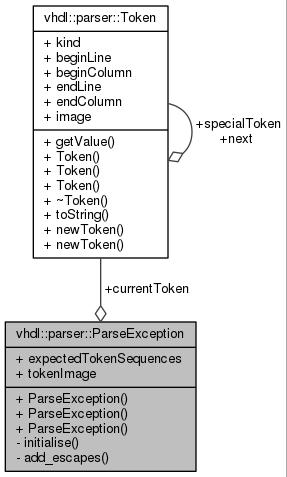 vhdl::parser::Token
+ kind
+ beginLine
+ beginColumn
+ endLine
+ endColumn
+ image
+ getValue()
+ Token()
+ Token()
+ Token()
+ ~Token()
+ toString()
+ newToken()
+ newToken()
+specialToken
+next
+currentToken
vhdl::parser::ParseException
+ expectedTokenSequences
+ tokenImage
+ ParseException()
+ ParseException()
+ ParseException()
- initialise()
- add_escapes()